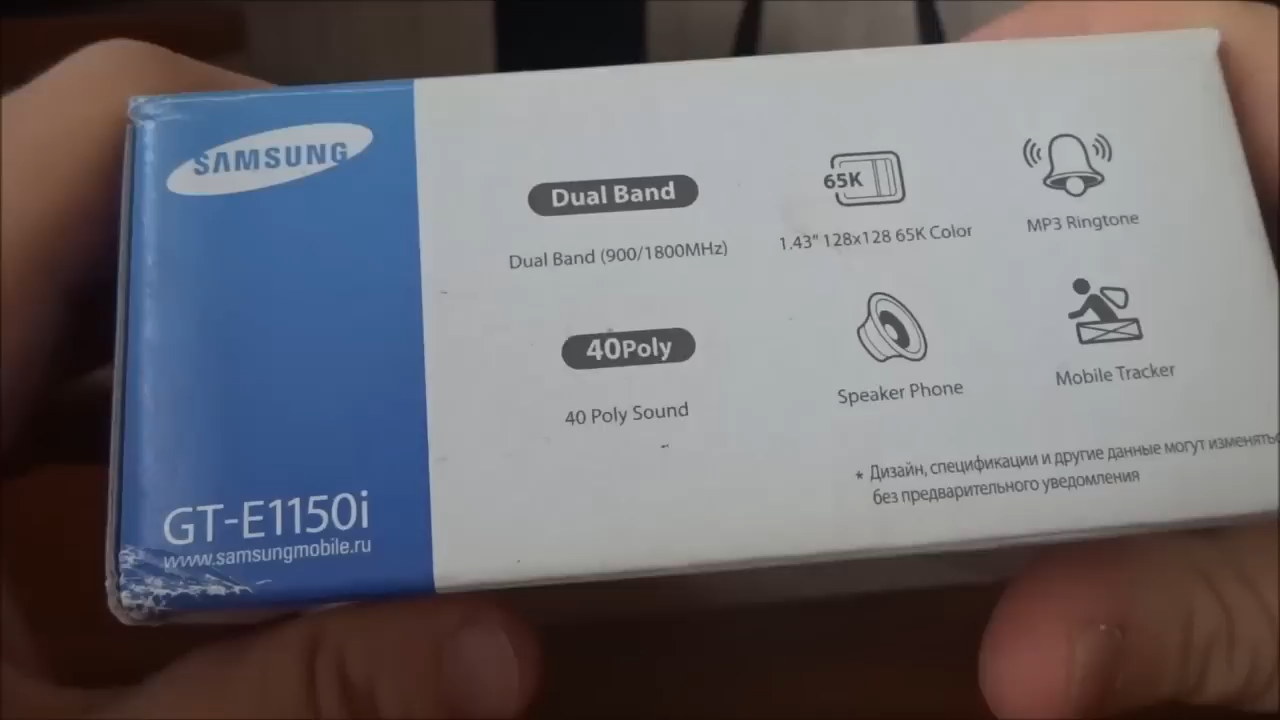 SAMSUNG
Dual Band
Dual Band (900/1800MHz)
65K
1.43" 128x128 65K Color
MP3 Ringtone
40Poly
40 Poly Sound
Speaker Phone
Mobile Tracker
GT-E1150i
www.samsungmobile.ru
* Дизайн, спецификации и другие данные могут изменятьс
без предварительного уведомления